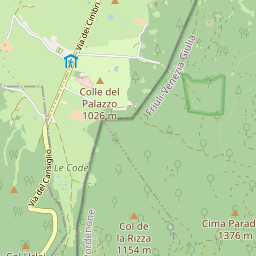 Via dei Cimbri
Friuli-Venezia Giulia
Colle del
Palazzo
1026 m
Le Code
Via del Cansiglio
Col de
la Rizza
1154 m
Cima Parad
1376 m
ordenone